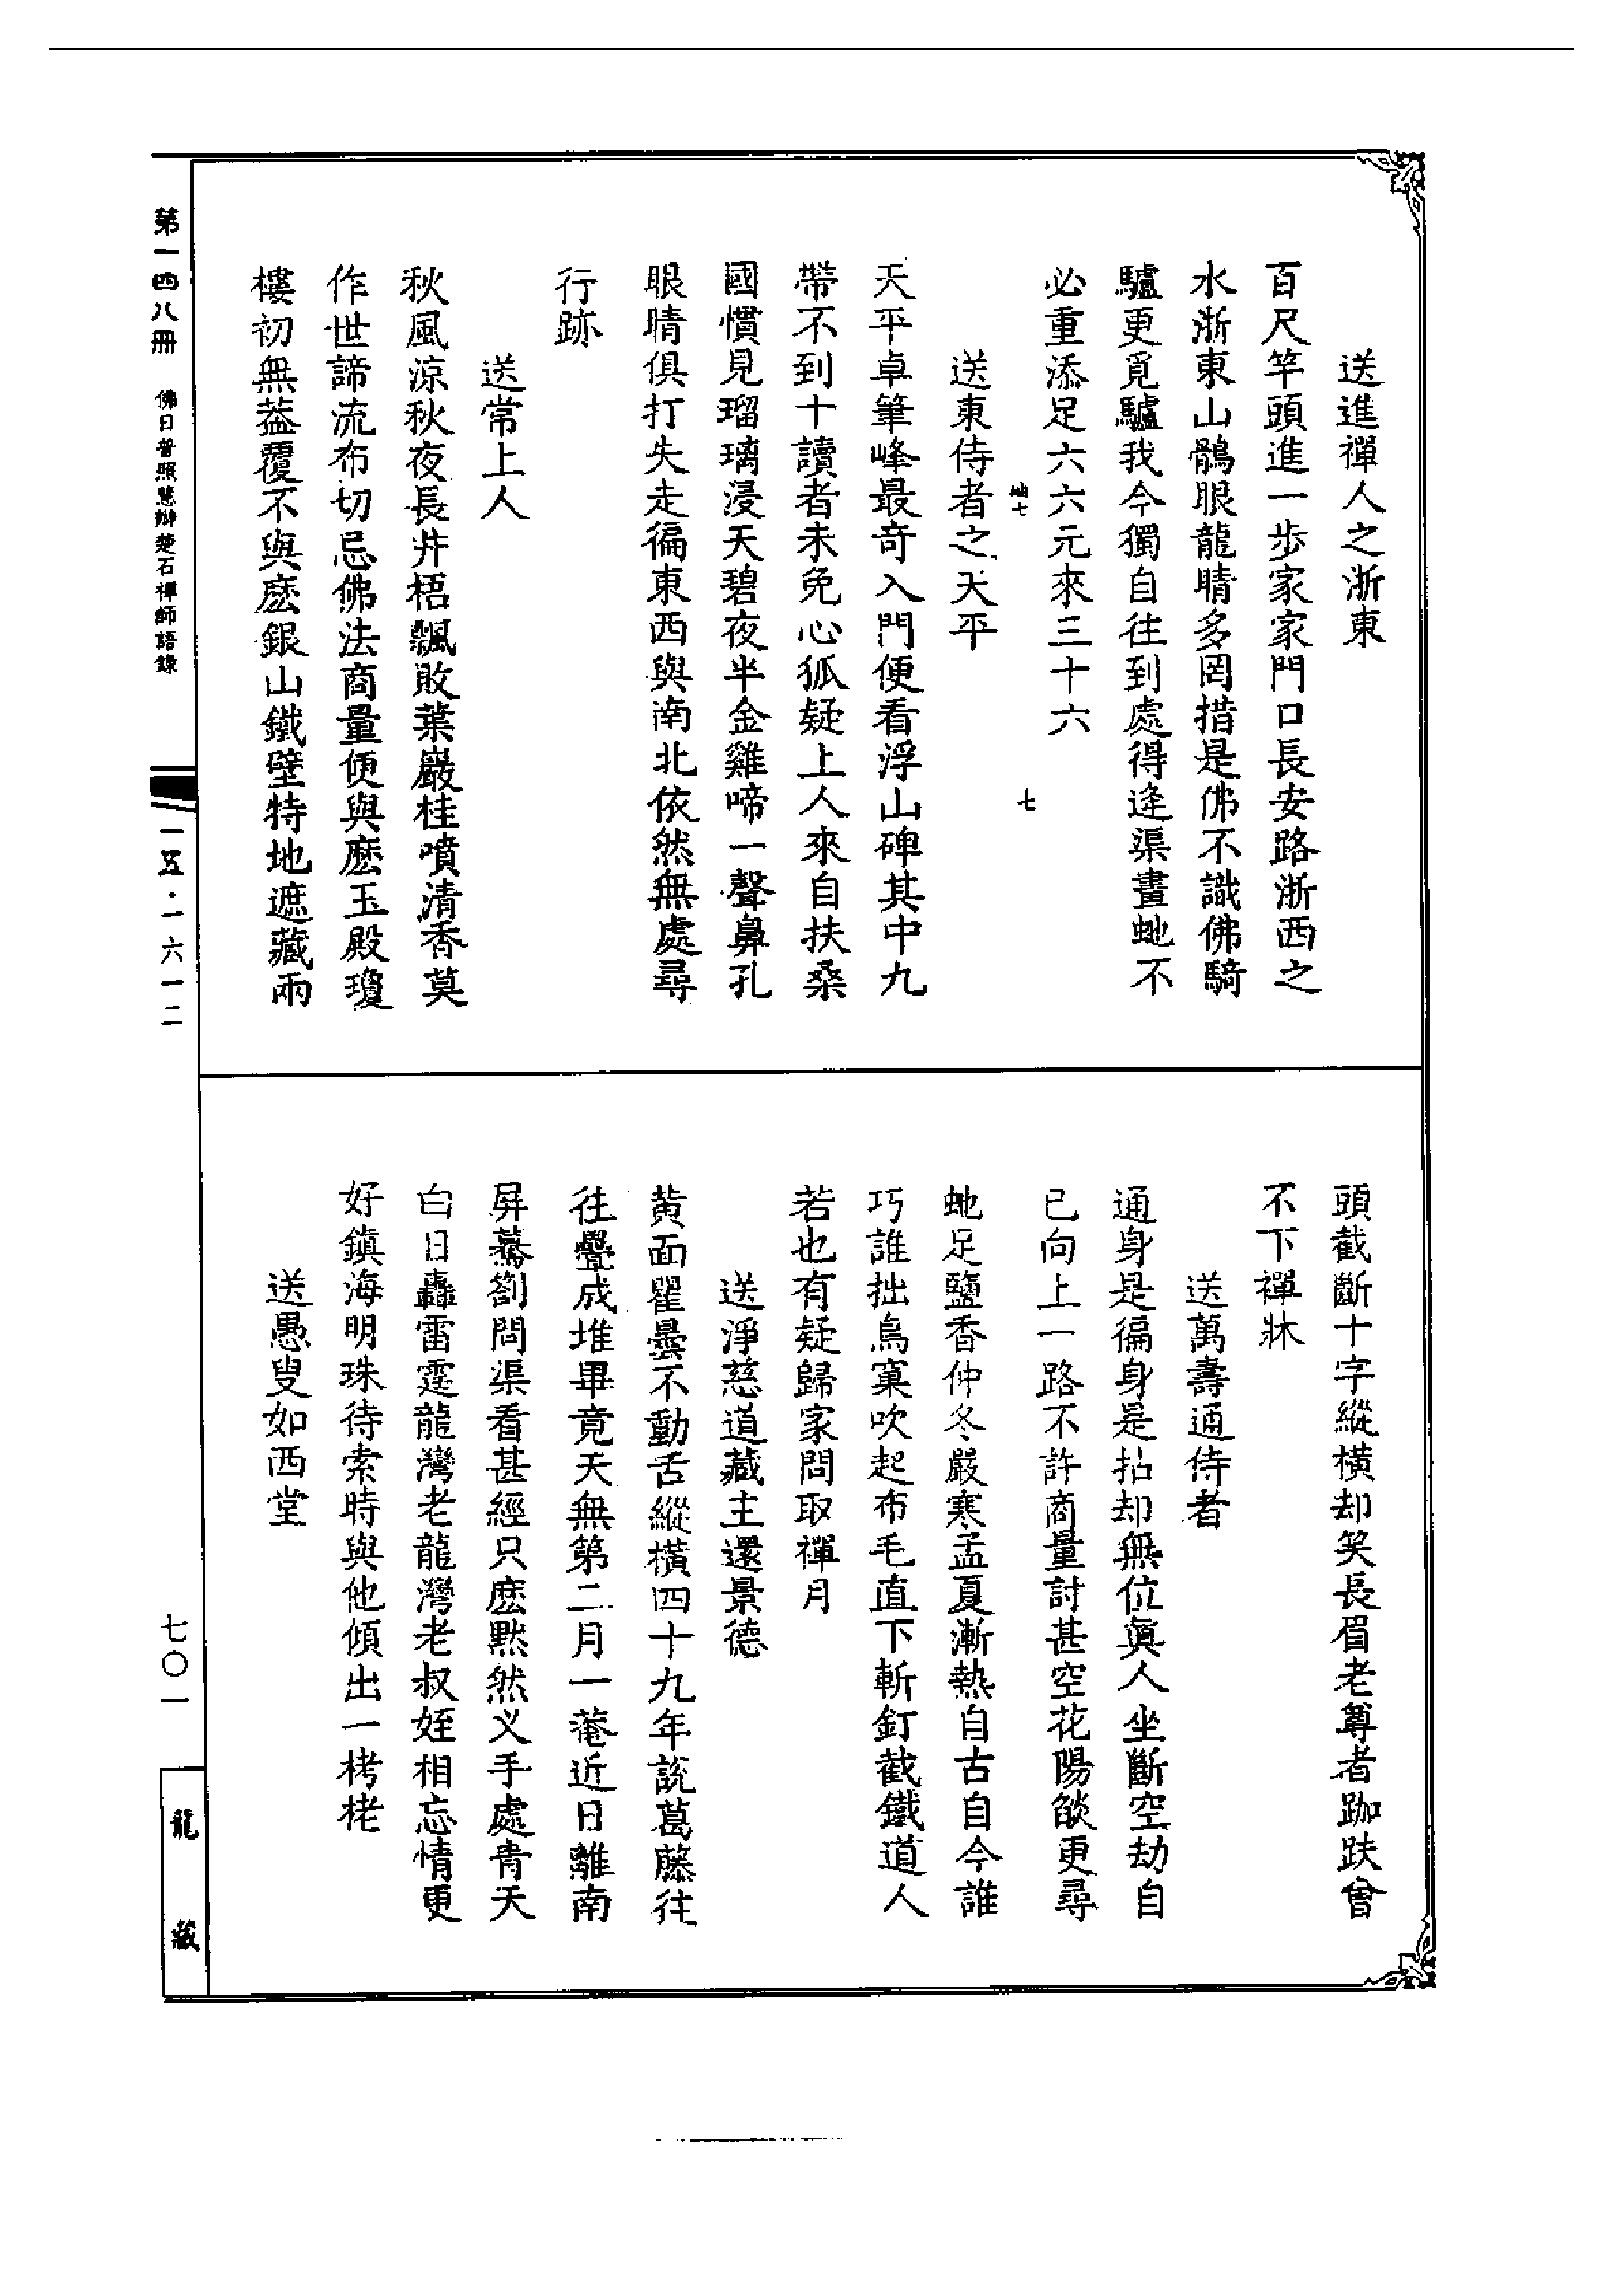 送進禪人之浙東
百尺竿頭進一步家家門口長安路浙西之
水浙東山鶻眼龍睛多罔措是佛不識佛騎
驢更覓驢我今獨自往到處得逢渠畫虵不
必重添足六六元來三十六
七
送東侍者之天平
天平卓筆峰最奇入門便看浮山碑其中九
帶不到十讀者未免心狐疑上人來自扶桑
國慣見瑠璃浸天碧夜半金雞啼一聲鼻孔
眼睛俱打失走徧東西與南北依然無處尋
行跡
送常上人
秋風涼秋夜長井梧飄敗葉巖桂噴清香莫
作世諦流布切忌佛法商量便與麽玉殿瓊
樓初無葢覆不與麽銀山鐵壁特地遮藏兩
頭截斷十字縱橫却笑長眉老尊者跏趺曾
不下禪牀
送萬壽通侍者
通身是徧身是拈却無位眞人坐斷空劫自
已向上一路不許商量討甚空花陽燄更尋
虵足鹽香仲冬嚴寒孟夏漸熱自古自今誰
巧誰拙鳥窠吹起布毛直下斬釘截鐵道人
若也有疑歸家問取禪月
送淨慈道藏主還景德
黄面瞿曇不動舌縱橫四十九年說葛藤往
往疊成堆畢竟天無第二月一菴近日離南
屏驀劄問渠看甚經只麽黙然义手處青天
白日轟雷霆龍灣老龍灣老叔姪相忘情更
好鎭海明珠待索時與他傾出一栲栳
送愚叟如西堂
第一四八冊 佛日普照慧辯楚石禪師語錄
一五·一六一二
七〇一
龍藏